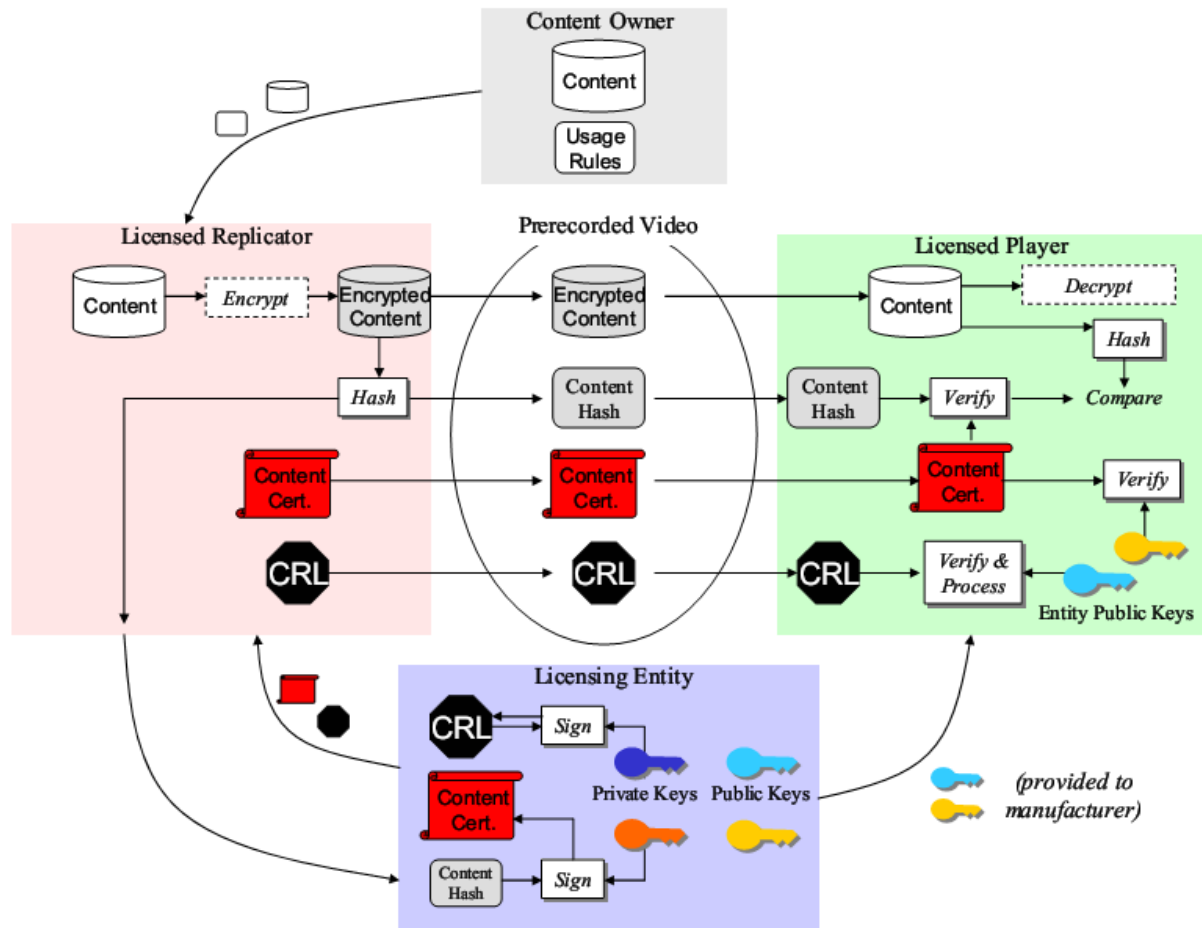 Content Owner
Content
Usage
Rules
Licensed Replicator
Content
Encrypt
Encrypted
Content
Hash
Content
Cert.
CRL
Prerecorded Video
Encrypted
Content
Content
Hash
Content
Cert.
CRL
Licensed Player
Content
Decrypt
Hash
Content
Hash
Verify
Compare
Content
Cert.
Verify
CRL
Verify &
Process
Entity Public Keys
Licensing Entity
CRL
Sign
Private Keys
Public Keys
Content
Cert.
Content
Hash
Sign
(provided to
manufacturer)